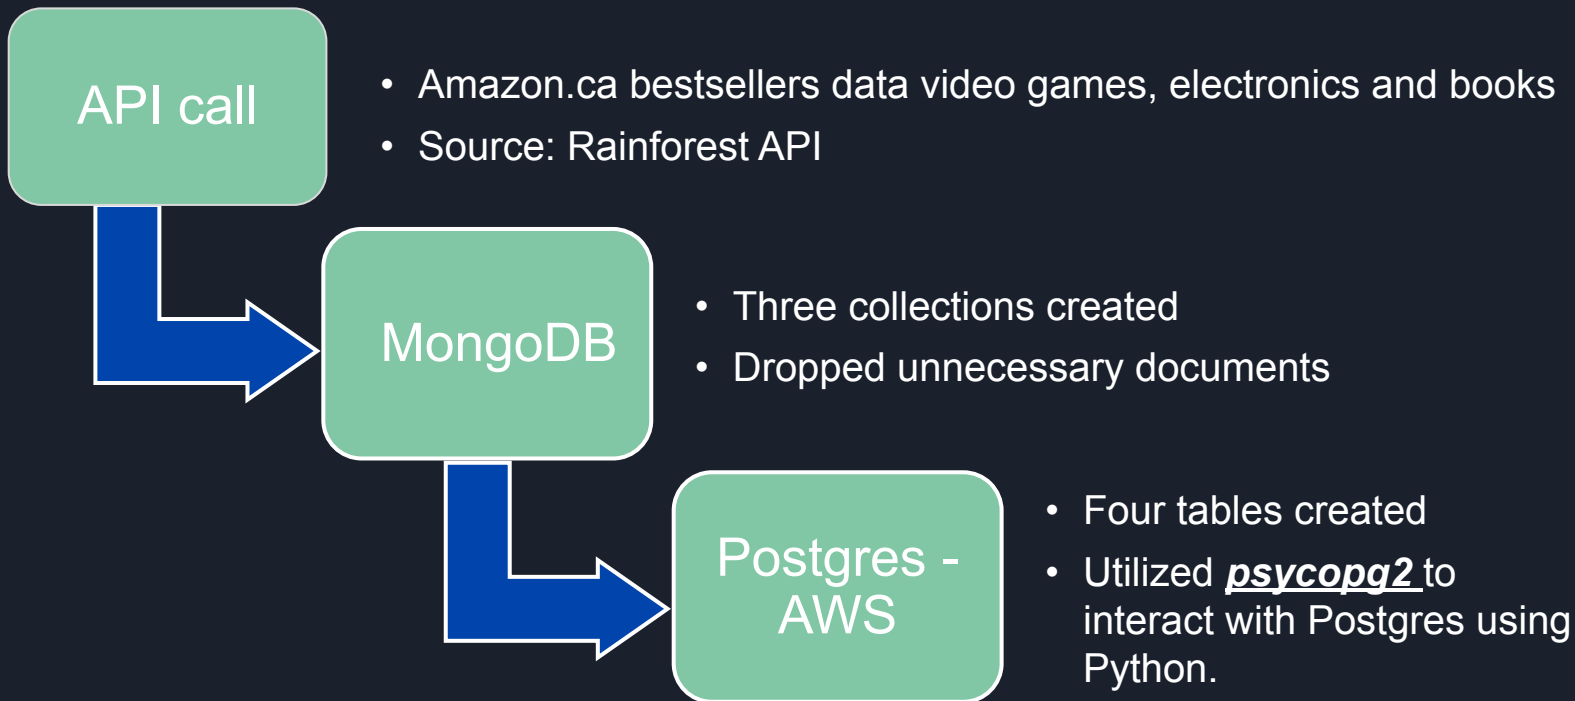 API call
• Amazon.ca bestsellers data video games, electronics and books
• Source: Rainforest API
MongoDB
• Three collections created
• Dropped unnecessary documents
Postgres -
AWS
• Four tables created
• Utilized psycopg2 to
interact with Postgres using
Python.